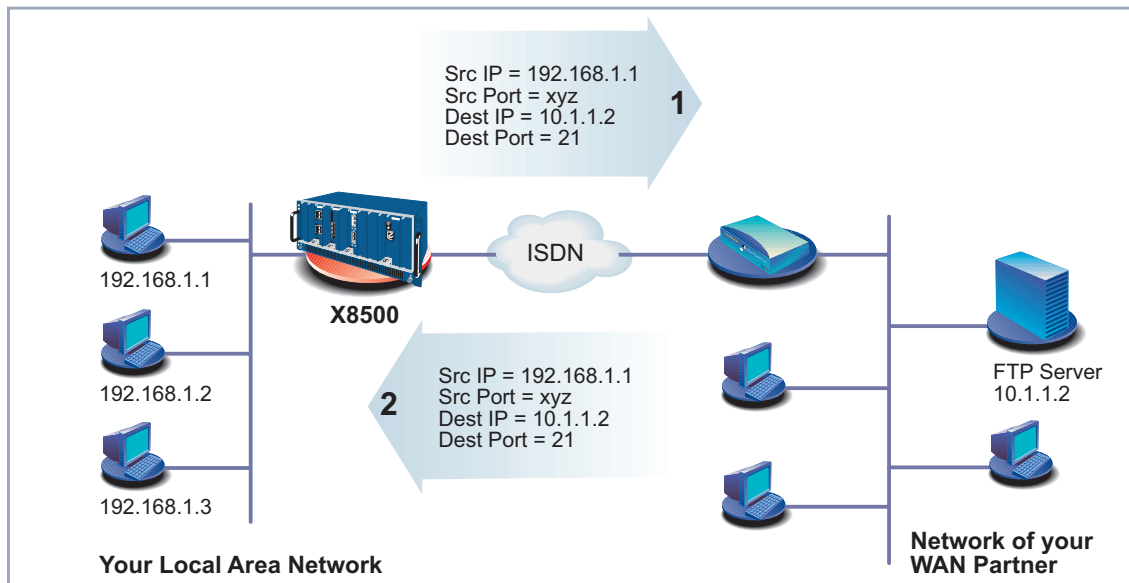 Src IP = 192.168.1.1
Src Port = xyz
Dest IP = 10.1.1.2
Dest Port = 21
1
192.168.1.1
X8500
ISDN
192.168.1.2
2
Src IP = 192.168.1.1
Src Port = xyz
Dest IP = 10.1.1.2
Dest Port = 21
FTP Server
10.1.1.2
192.168.1.3
Your Local Area Network
Network of your
WAN Partner